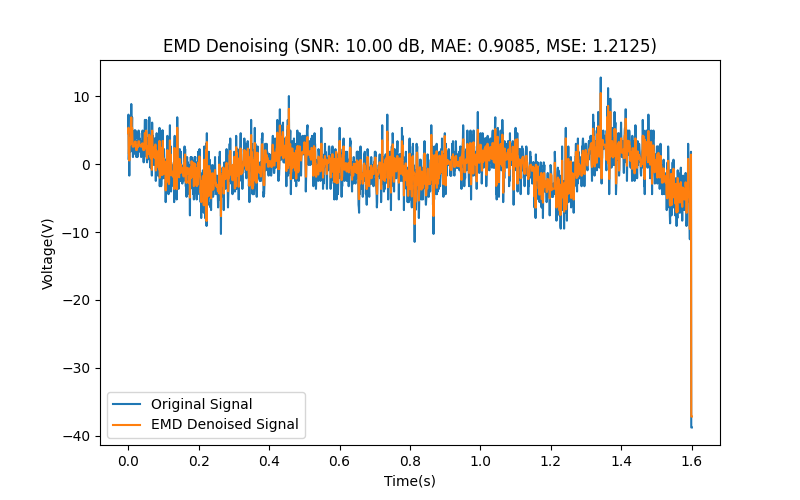 EMD Denoising (SNR: 10.00 dB, MAE: 0.9085, MSE: 1.2125)
10
0
−10
−20
−30
−40
Voltage(V)
Original Signal
EMD Denoised Signal
0.0 0.2 0.4 0.6 0.8 1.0 1.2 1.4 1.6
Time(s)